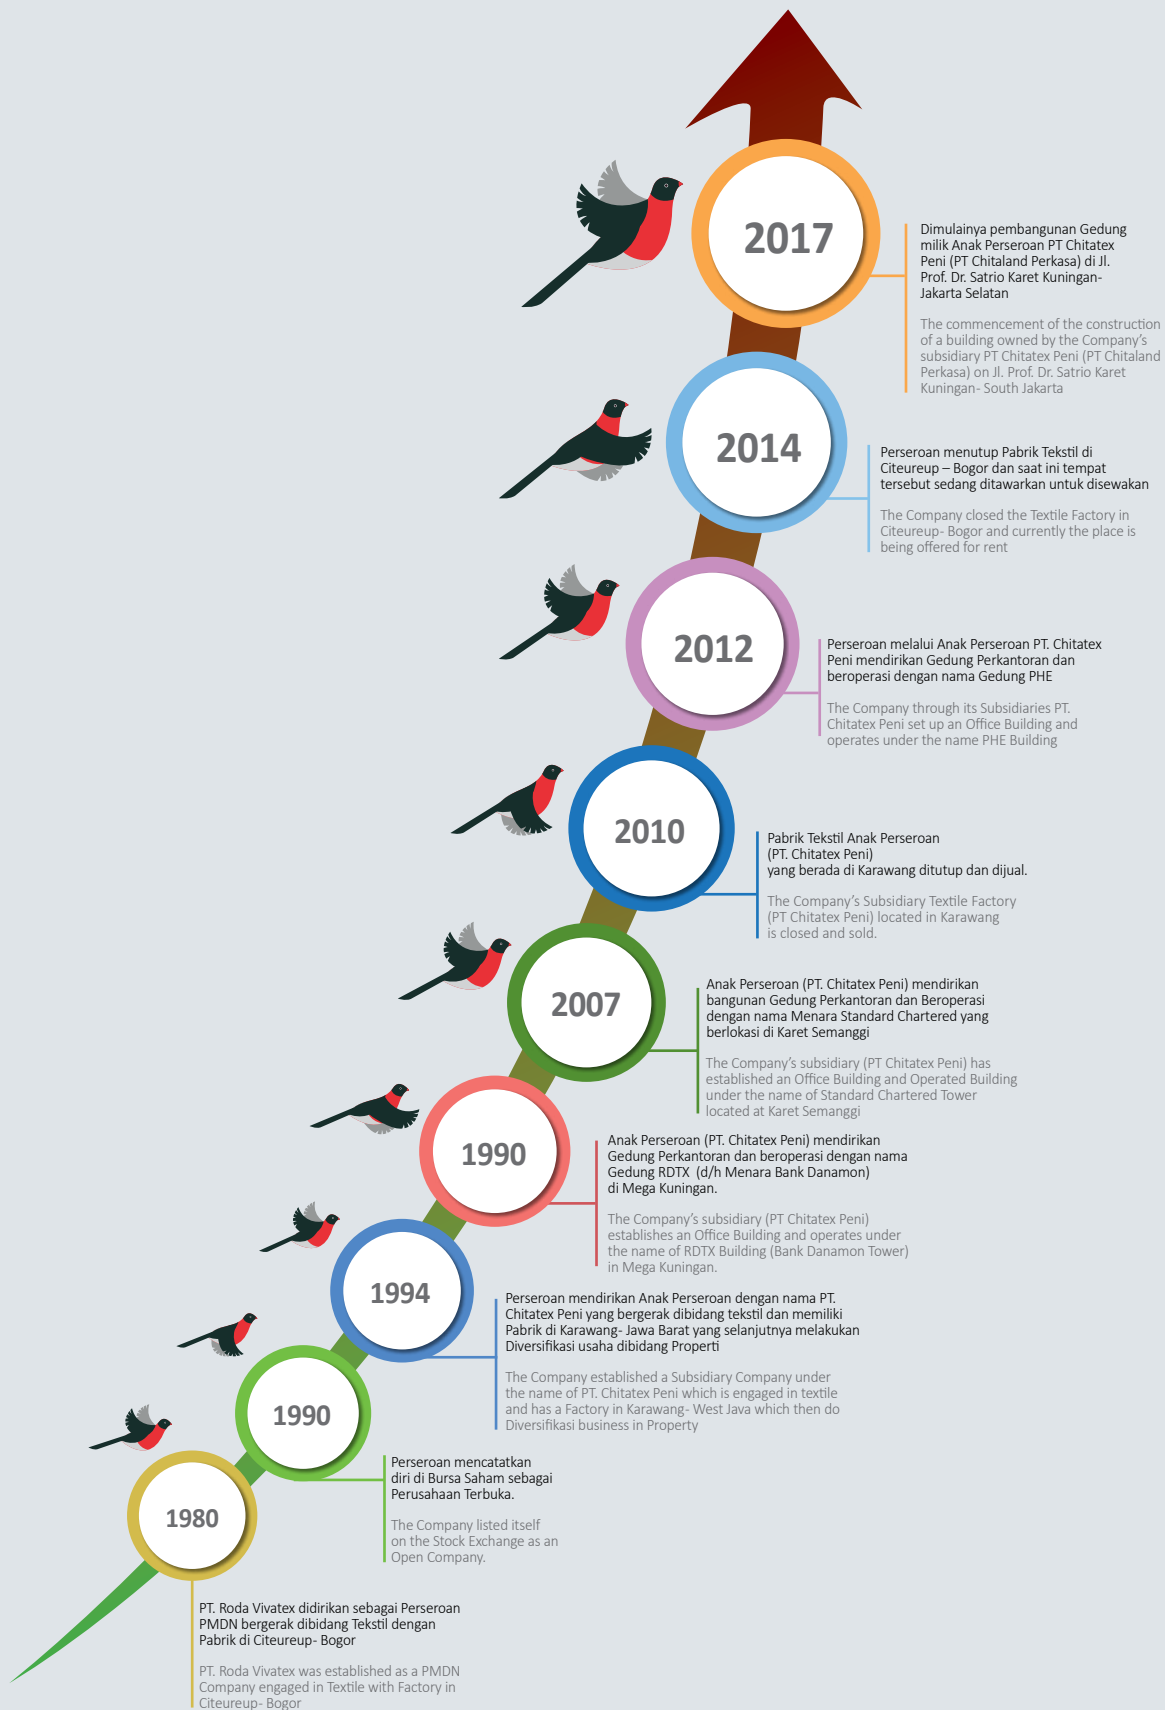 2017
Dimulainya pembangunan Gedung
milik Anak Perseroan PT Chitatex
Peni (PT Chitaland Perkasa) di Jl.
Prof. Dr. Satrio Karet Kuningan-
Jakarta Selatan
The commencement of the construction
of a building owned by the Company's
subsidiary PT Chitatex Peni (PT Chitaland
Perkasa) on Jl. Prof. Dr. Satrio Karet
Kuningan- South Jakarta
2014
Perseroan menutup Pabrik Tekstil di
Citeureup – Bogor dan saat ini tempat
tersebut sedang ditawarkan untuk disewakan
The Company closed the Textile Factory in
Citeureup- Bogor and currently the place is
being offered for rent
2012
Perseroan melalui Anak Perseroan PT. Chitatex
Peni mendirikan Gedung Perkantoran dan
beroperasi dengan nama Gedung PHE
The Company through its Subsidiaries PT.
Chitatex Peni set up an Office Building and
operates under the name PHE Building
2010
Pabrik Tekstil Anak Perseroan
(PT. Chitatex Peni)
yang berada di Karawang ditutup dan dijual.
The Company's Subsidiary Textile Factory
(PT Chitatex Peni) located in Karawang
is closed and sold.
2007
Anak Perseroan (PT. Chitatex Peni) mendirikan
bangunan Gedung Perkantoran dan Beroperasi
dengan nama Menara Standard Chartered yang
berlokasi di Karet Semanggi
The Company's subsidiary (PT Chitatex Peni) has
established an Office Building and Operated Building
under the name of Standard Chartered Tower
located at Karet Semanggi
1990
Anak Perseroan (PT. Chitatex Peni) mendirikan
Gedung Perkantoran dan beroperasi dengan nama
Gedung RDTX (d/h Menara Bank Danamon)
di Mega Kuningan.
The Company's subsidiary (PT Chitatex Peni)
establishes an Office Building and operates under
the name of RDTX Building (Bank Danamon Tower)
in Mega Kuningan.
1994
Perseroan mendirikan Anak Perseroan dengan nama PT.
Chitatex Peni yang bergerak dibidang tekstil dan memiliki
Pabrik di Karawang- Jawa Barat yang selanjutnya melakukan
Diversifikasi usaha dibidang Properti
The Company established a Subsidiary Company under
the name of PT. Chitatex Peni which is engaged in textile
and has a Factory in Karawang- West Java which then do
Diversifikasi business in Property
1990
Perseroan mencatatkan
diri di Bursa Saham sebagai
Perusahaan Terbuka.
The Company listed itself
on the Stock Exchange as an
Open Company.
1980
PT. Roda Vivatex didirikan sebagai Perseroan
PMDN bergerak dibidang Tekstil dengan
Pabrik di Citeureup- Bogor
PT. Roda Vivatex was established as a PMDN
Company engaged in Textile with Factory in
Citeureup- Bogor